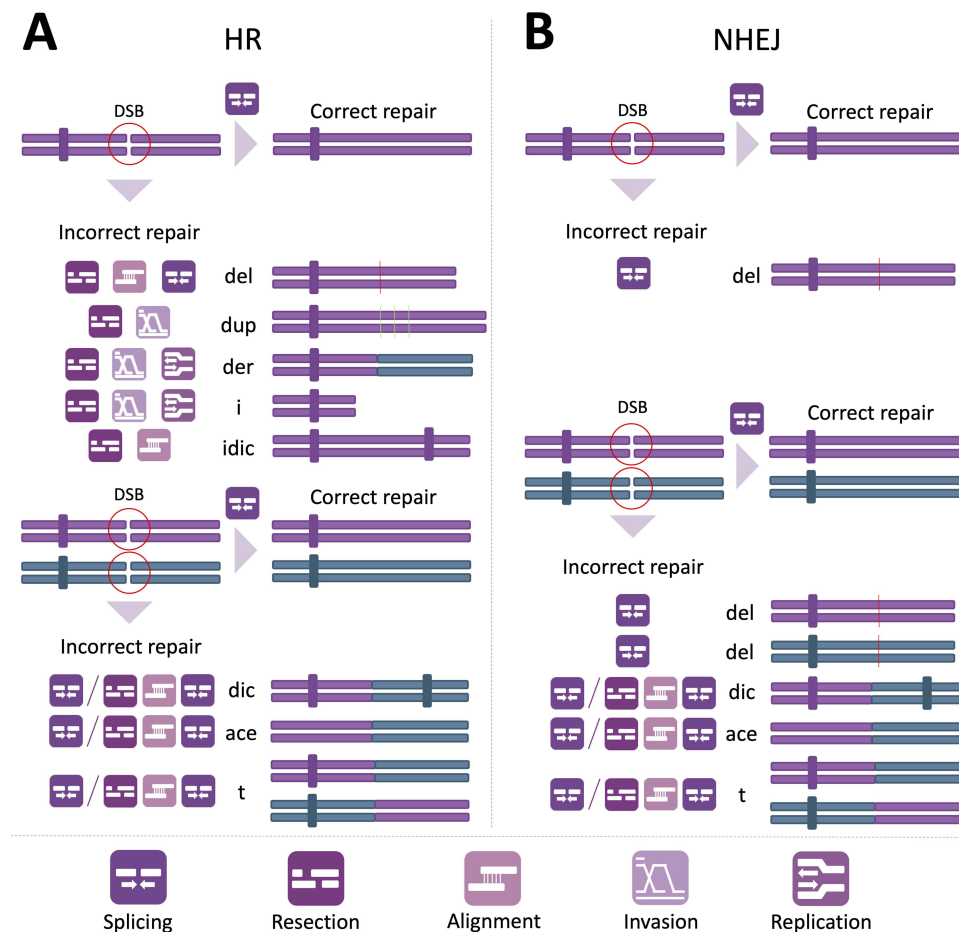 A
HR
DSB
Correct repair
Incorrect repair
del
dup
der
i
idic
DSB
Correct repair
Incorrect repair
dic
ace
t
B
NHEJ
DSB
Correct repair
Incorrect repair
del
DSB
Correct repair
Incorrect repair
del
del
dic
ace
t
Splicing
Resection
Alignment
Invasion
Replication